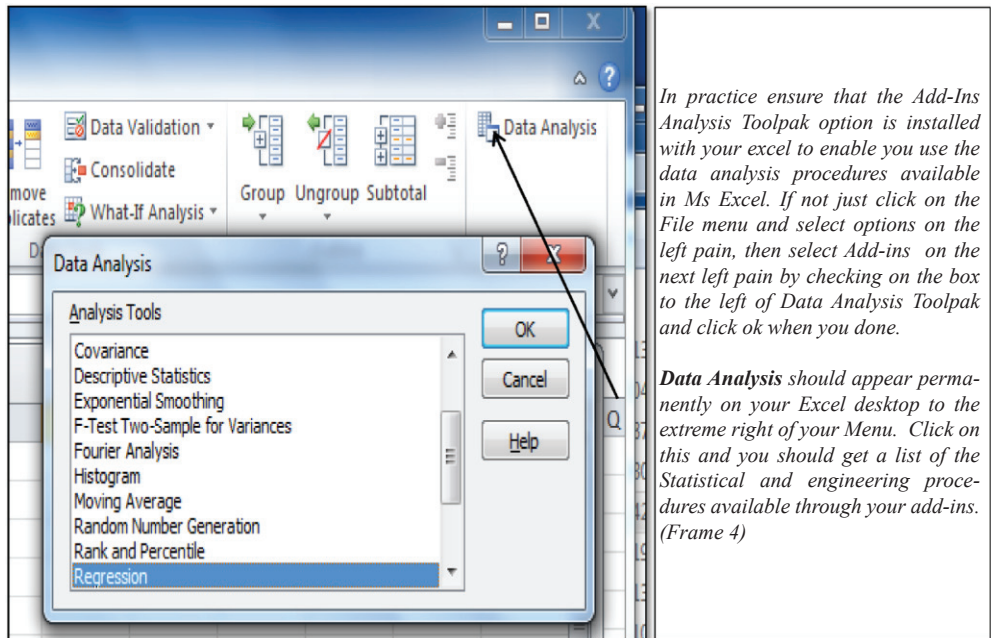 X
?
Data Validation
Consolidate
What-If Analysis
move
plicates
Group Ungroup Subtotal
Data Analysis
D
Data Analysis
?
X
Analysis Tools
Covariance
Descriptive Statistics
Exponential Smoothing
F-Test Two-Sample for Variances
Fourier Analysis
Histogram
Moving Average
Random Number Generation
Rank and Percentile
Regression
OK
Cancel
Help
Q
In practice ensure that the Add-Ins
Analysis Toolpak option is installed
with your excel to enable you use the
data analysis procedures available
in Ms Excel. If not just click on the
File menu and select options on the
left pain, then select Add-ins on the
next left pain by checking on the box
to the left of Data Analysis Toolpak
and click ok when you done.
Data Analysis should appear perma-
nently on your Excel desktop to the
extreme right of your Menu. Click on
this and you should get a list of the
Statistical and engineering proce-
dures available through your add-ins.
(Frame 4)